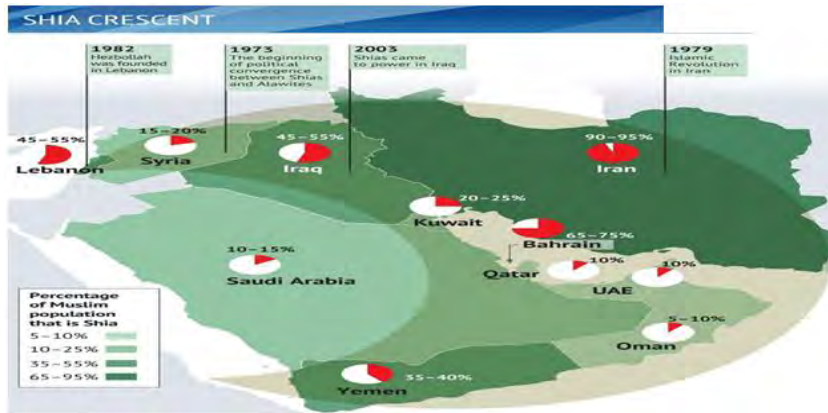 SHIA CRESCENT
1982
Hezbollah
was founded
in Lebanon
1973
The beginning
of political
convergence
between Shias
and Alawites
2003
Shias came
to power in Iraq
1979
Islamic
Revolution
in Iran
45–55%
Lebanon
15–20%
Syria
45–55%
Iraq
90–95%
Iran
20–25%
Kuwait
65–75%
Bahrain
10–15%
Saudi Arabia
Qatar
10%
10%
UAE
5–10%
Oman
35–40%
Yemen
Percentage
of Muslim
population
that is Shia
5–10%
10–25%
35–55%
65–95%